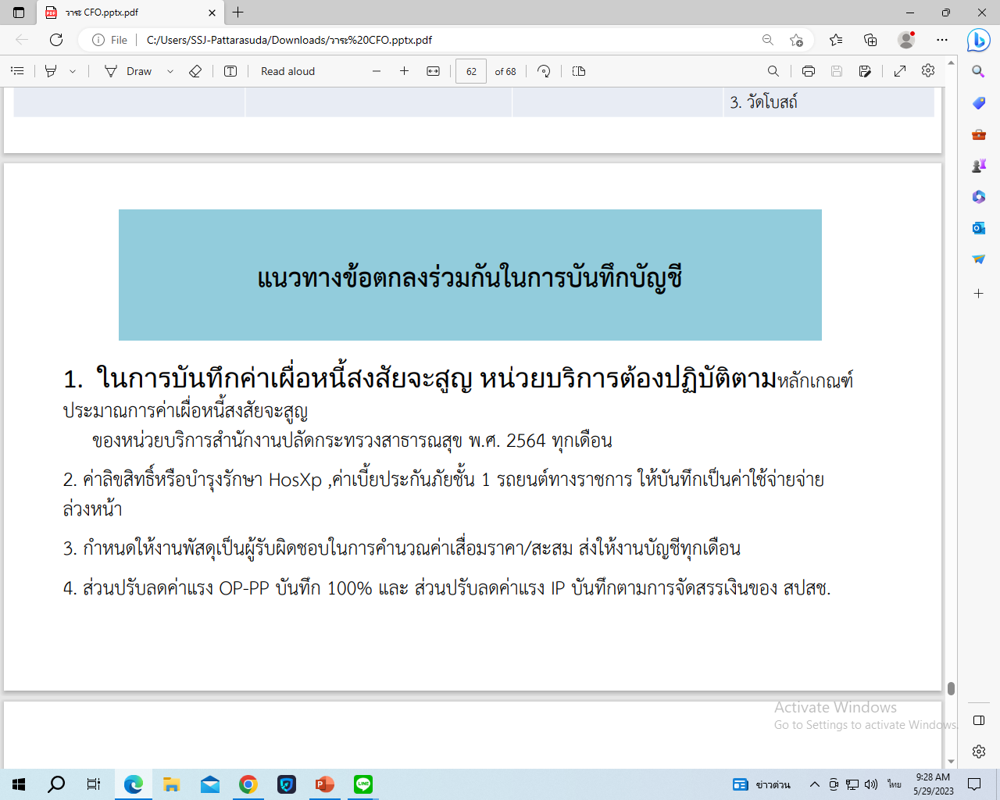 วาระ CFO.pptx.pdf
File
C:/Users/SSJ-Pattarasuda/Downloads/วาระ%20CFO.pptx.pdf
Draw
Read aloud
62
of 68
3. วัดโบสถ์
แนวทางข้อตกลงร่วมกันในการบันทึกบัญชี
1. ในการบันทึกค่าเผื่อหนี้สงสัยจะสูญ หน่วยบริการต้องปฏิบัติตามหลักเกณฑ์
ประมาณการค่าเผื่อหนี้สงสัยจะสูญ
ของหน่วยบริการสำนักงานปลัดกระทรวงสาธารณสุข พ.ศ. 2564 ทุกเดือน
2. ค่าลิขสิทธิ์หรือบำรุงรักษา HosXp ,ค่าเบี้ยประกันภัยชั้น 1 รถยนต์ทางราชการ ให้บันทึกเป็นค่าใช้จ่ายจ่าย
ล่วงหน้า
3. กำหนดให้งานพัสดุเป็นผู้รับผิดชอบในการคำนวณค่าเสื่อมราคา/สะสม ส่งให้งานบัญชีทุกเดือน
4. ส่วนปรับลดค่าแรง OP-PP บันทึก 100% และ ส่วนปรับลดค่าแรง IP บันทึกตามการจัดสรรเงินของ สปสช.
Activate Windows
Go to Settings to activate Windows.
ข่าวด่วน
ไทย
9:28 AM
5/29/2023